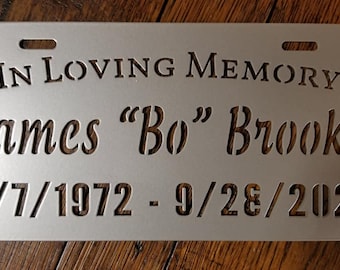 IN LOVING MEMORY
ames "Bo" Brook
/7/1972 - 9/28/202